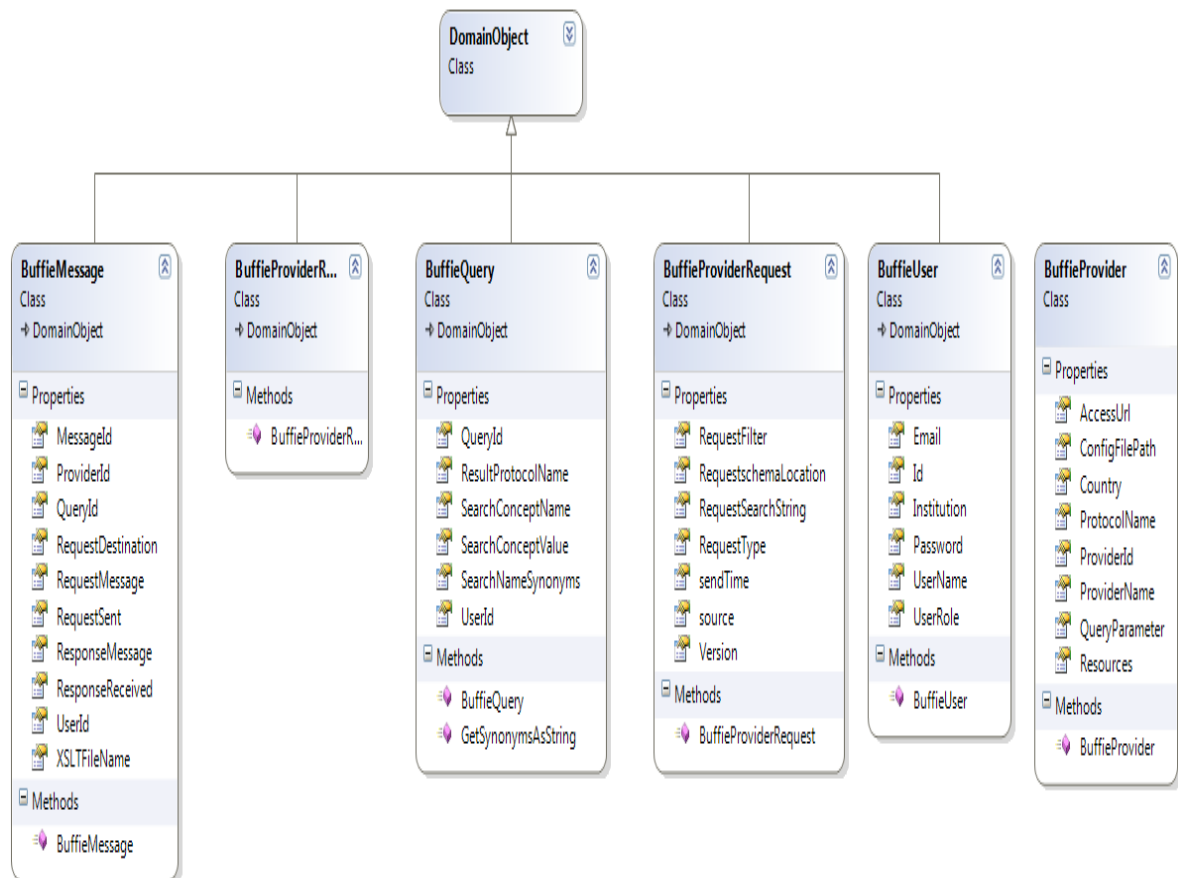 DomainObject
Class
BuffieMessage
Class
DomainObject
Properties
MessageId
ProviderId
QueryId
RequestDestination
RequestMessage
RequestSent
ResponseMessage
ResponseReceived
UserId
XSLTFileName
Methods
BuffieMessage
BuffieProviderR...
Class
DomainObject
Methods
BuffieProviderR...
BuffieQuery
Class
DomainObject
Properties
QueryId
ResultProtocolName
SearchConceptName
SearchConceptValue
SearchNameSynonyms
UserId
Methods
BuffieQuery
GetSynonymsAsString
BuffieProviderRequest
Class
DomainObject
Properties
RequestFilter
RequestschemaLocation
RequestSearchString
RequestType
sendTime
source
Version
Methods
BuffieProviderRequest
BuffieUser
Class
DomainObject
Properties
Email
Id
Institution
Password
UserName
UserRole
Methods
BuffieUser
BuffieProvider
Class
Properties
AccessUrl
ConfigFilePath
Country
ProtocolName
ProviderId
ProviderName
QueryParameter
Resources
Methods
BuffieProvider